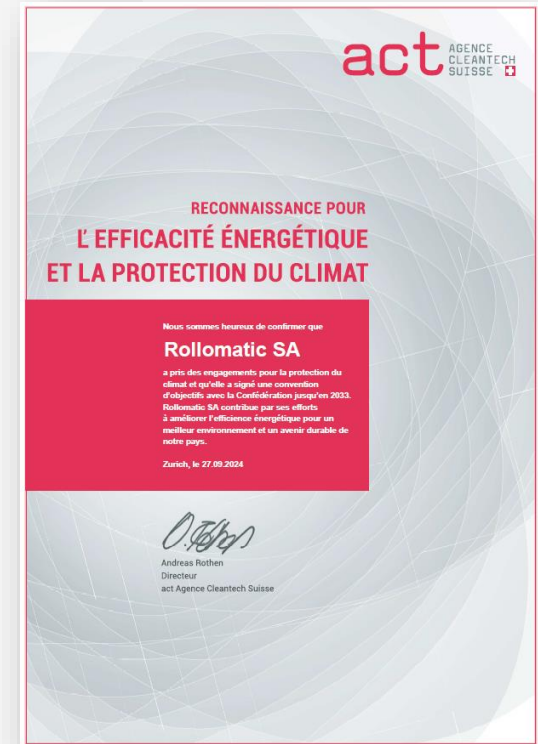 act AGENCE
CLEANTECH
SUISSE
RECONNAISSANCE POUR
L'EFFICACITÉ ÉNERGÉTIQUE
ET LA PROTECTION DU CLIMAT
Nous sommes heureux de confirmer que
Rollomatic SA
a pris des engagements pour la protection du
climat et qu'elle a signé une convention
d'objectifs avec la Confédération jusqu'en 2033.
Rollomatic SA contribue par ses efforts
à améliorer l'efficience énergétique pour un
meilleur environnement et un avenir durable de
notre pays.
Zurich, le 27.09.2024
Andreas Rothen
Directeur
act Agence Cleantech Suisse